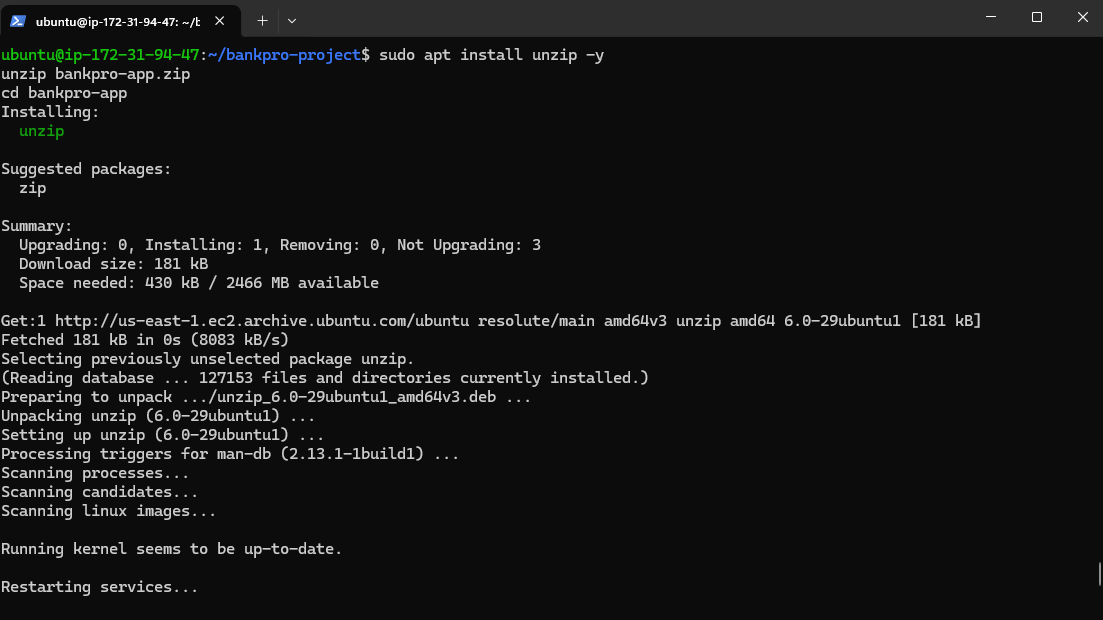 ubuntu@ip-172-31-94-47: ~/b
ubuntu@ip-172-31-94-47:~/bankpro-project$ sudo apt install unzip -y
unzip bankpro-app.zip
cd bankpro-app
Installing:
  unzip

Suggested packages:
  zip

Summary:
  Upgrading: 0, Installing: 1, Removing: 0, Not Upgrading: 3
  Download size: 181 kB
  Space needed: 430 kB / 2466 MB available

Get:1 http://us-east-1.ec2.archive.ubuntu.com/ubuntu resolute/main amd64v3 unzip amd64 6.0-29ubuntu1 [181 kB]
Fetched 181 kB in 0s (8083 kB/s)
Selecting previously unselected package unzip.
(Reading database ... 127153 files and directories currently installed.)
Preparing to unpack .../unzip_6.0-29ubuntu1_amd64v3.deb ...
Unpacking unzip (6.0-29ubuntu1) ...
Setting up unzip (6.0-29ubuntu1) ...
Processing triggers for man-db (2.13.1-1build1) ...
Scanning processes...
Scanning candidates...
Scanning linux images...

Running kernel seems to be up-to-date.

Restarting services...